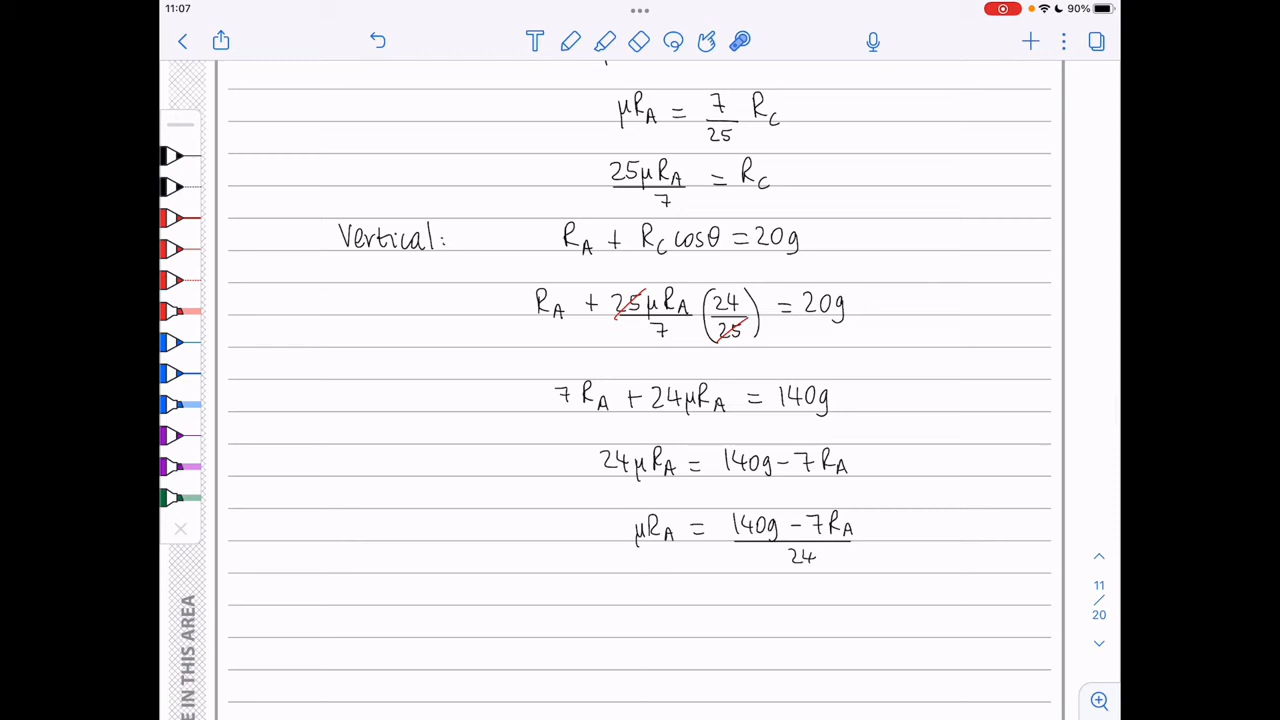 11:07
90%
μR_A = 7/25 R_C
25μR_A/7 = R_C
Vertical: R_A + R_C cosθ = 20g
R_A + 25μR_A/7 (24/25) = 20g
7R_A + 24μR_A = 140g
24μR_A = 140g - 7R_A
μR_A = 140g - 7R_A/24
11
/
20
E IN THIS AREA